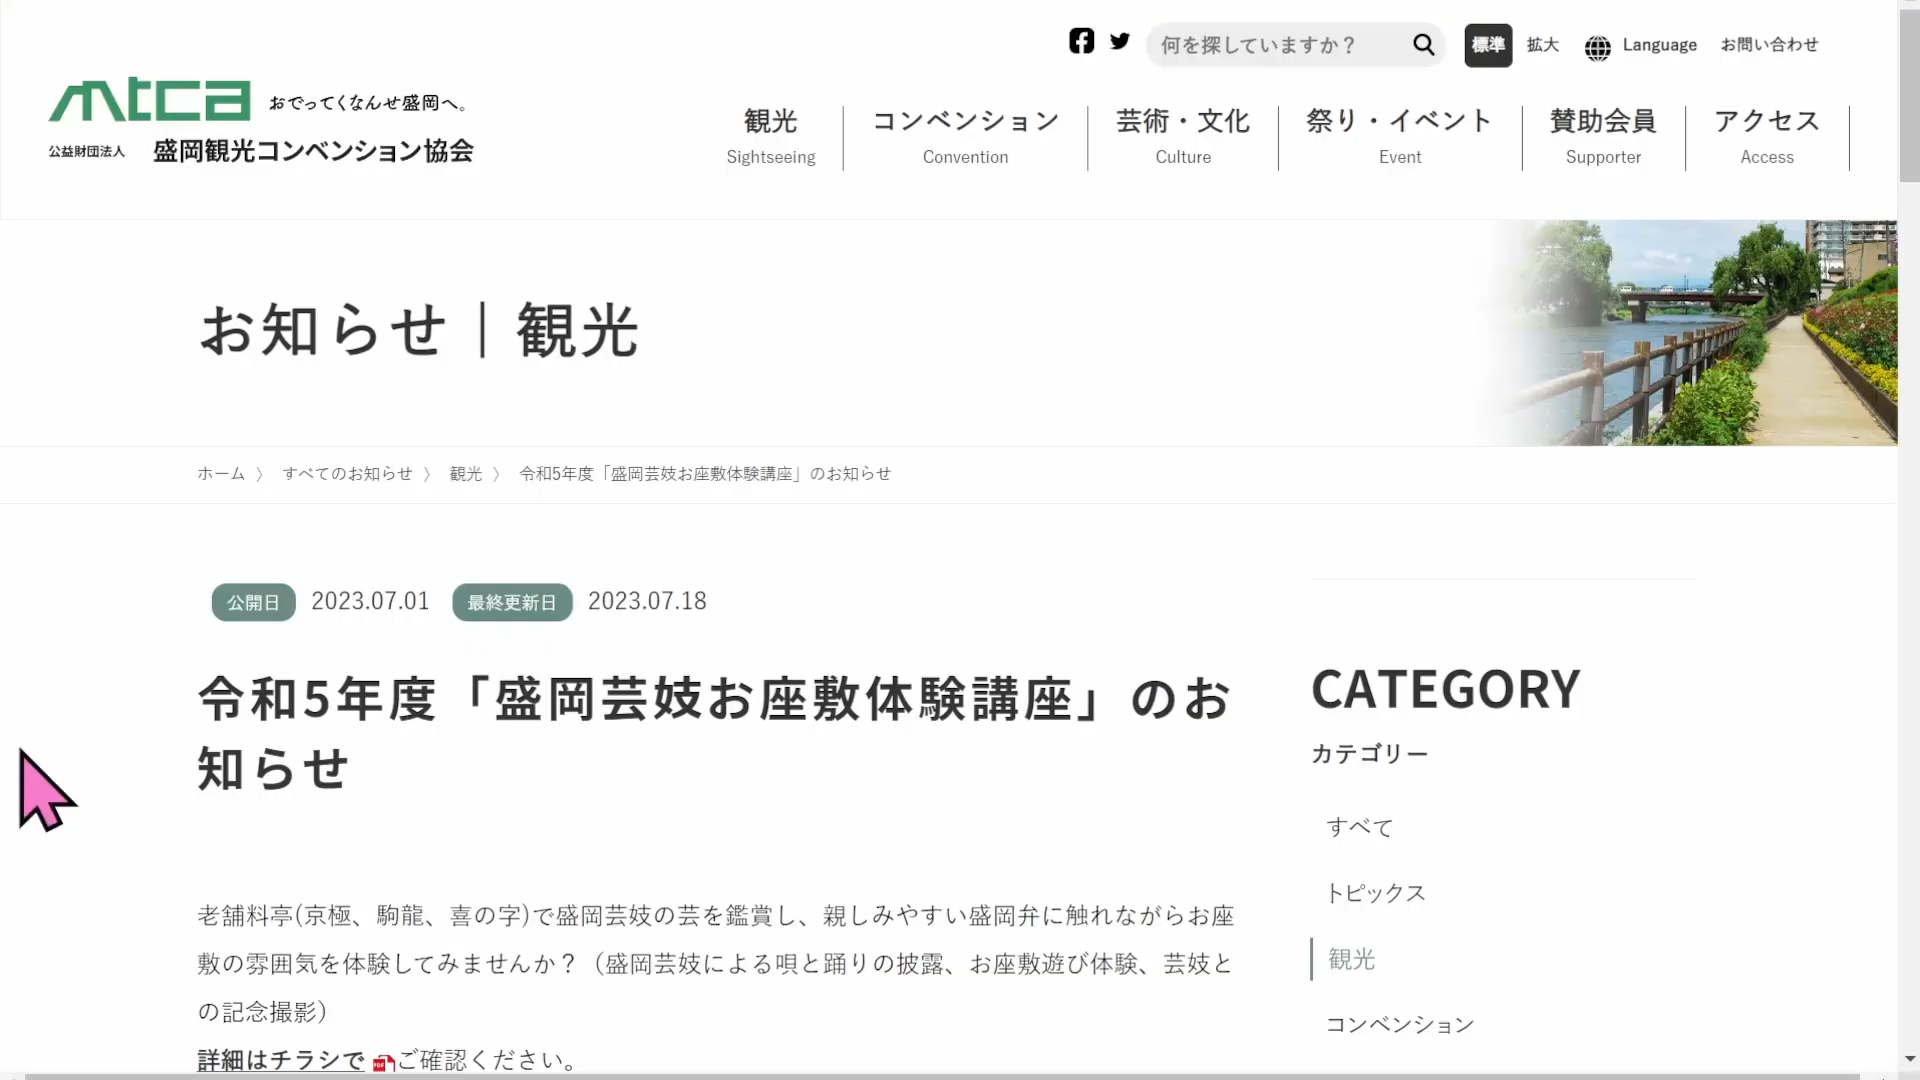 何を探していますか？
標準
拡大
Language
お問い合わせ
mtca
おでってくなんせ盛岡へ。
公益財団法人 盛岡観光コンベンション協会
観光
Sightseeing
コンベンション
Convention
芸術・文化
Culture
祭り・イベント
Event
賛助会員
Supporter
アクセス
Access
お知らせ｜観光
ホーム 〉 すべてのお知らせ 〉 観光 〉 令和5年度「盛岡芸妓お座敷体験講座」のお知らせ
公開日 2023.07.01 最終更新日 2023.07.18
令和5年度「盛岡芸妓お座敷体験講座」のお
知らせ
老舗料亭(京極、駒龍、喜の字)で盛岡芸妓の芸を鑑賞し、親しみやすい盛岡弁に触れながらお座
敷の雰囲気を体験してみませんか？（盛岡芸妓による唄と踊りの披露、お座敷遊び体験、芸妓と
の記念撮影）
詳細はチラシで PDF ご確認ください。
CATEGORY
カテゴリー
すべて
トピックス
観光
コンベンション